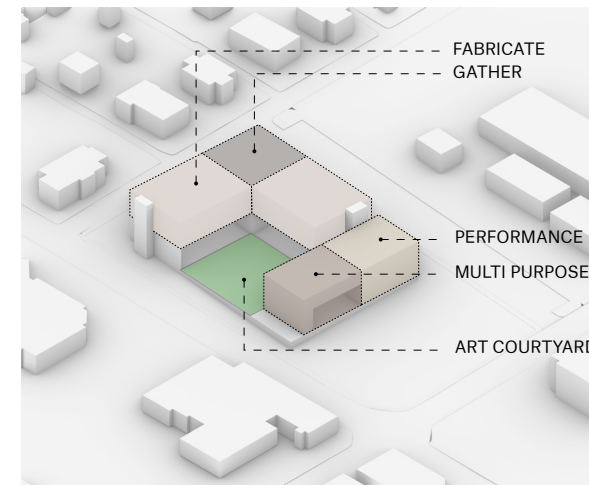 FABRICATE
GATHER
PERFORMANCE
MULTI PURPOSE
ART COURTYARD